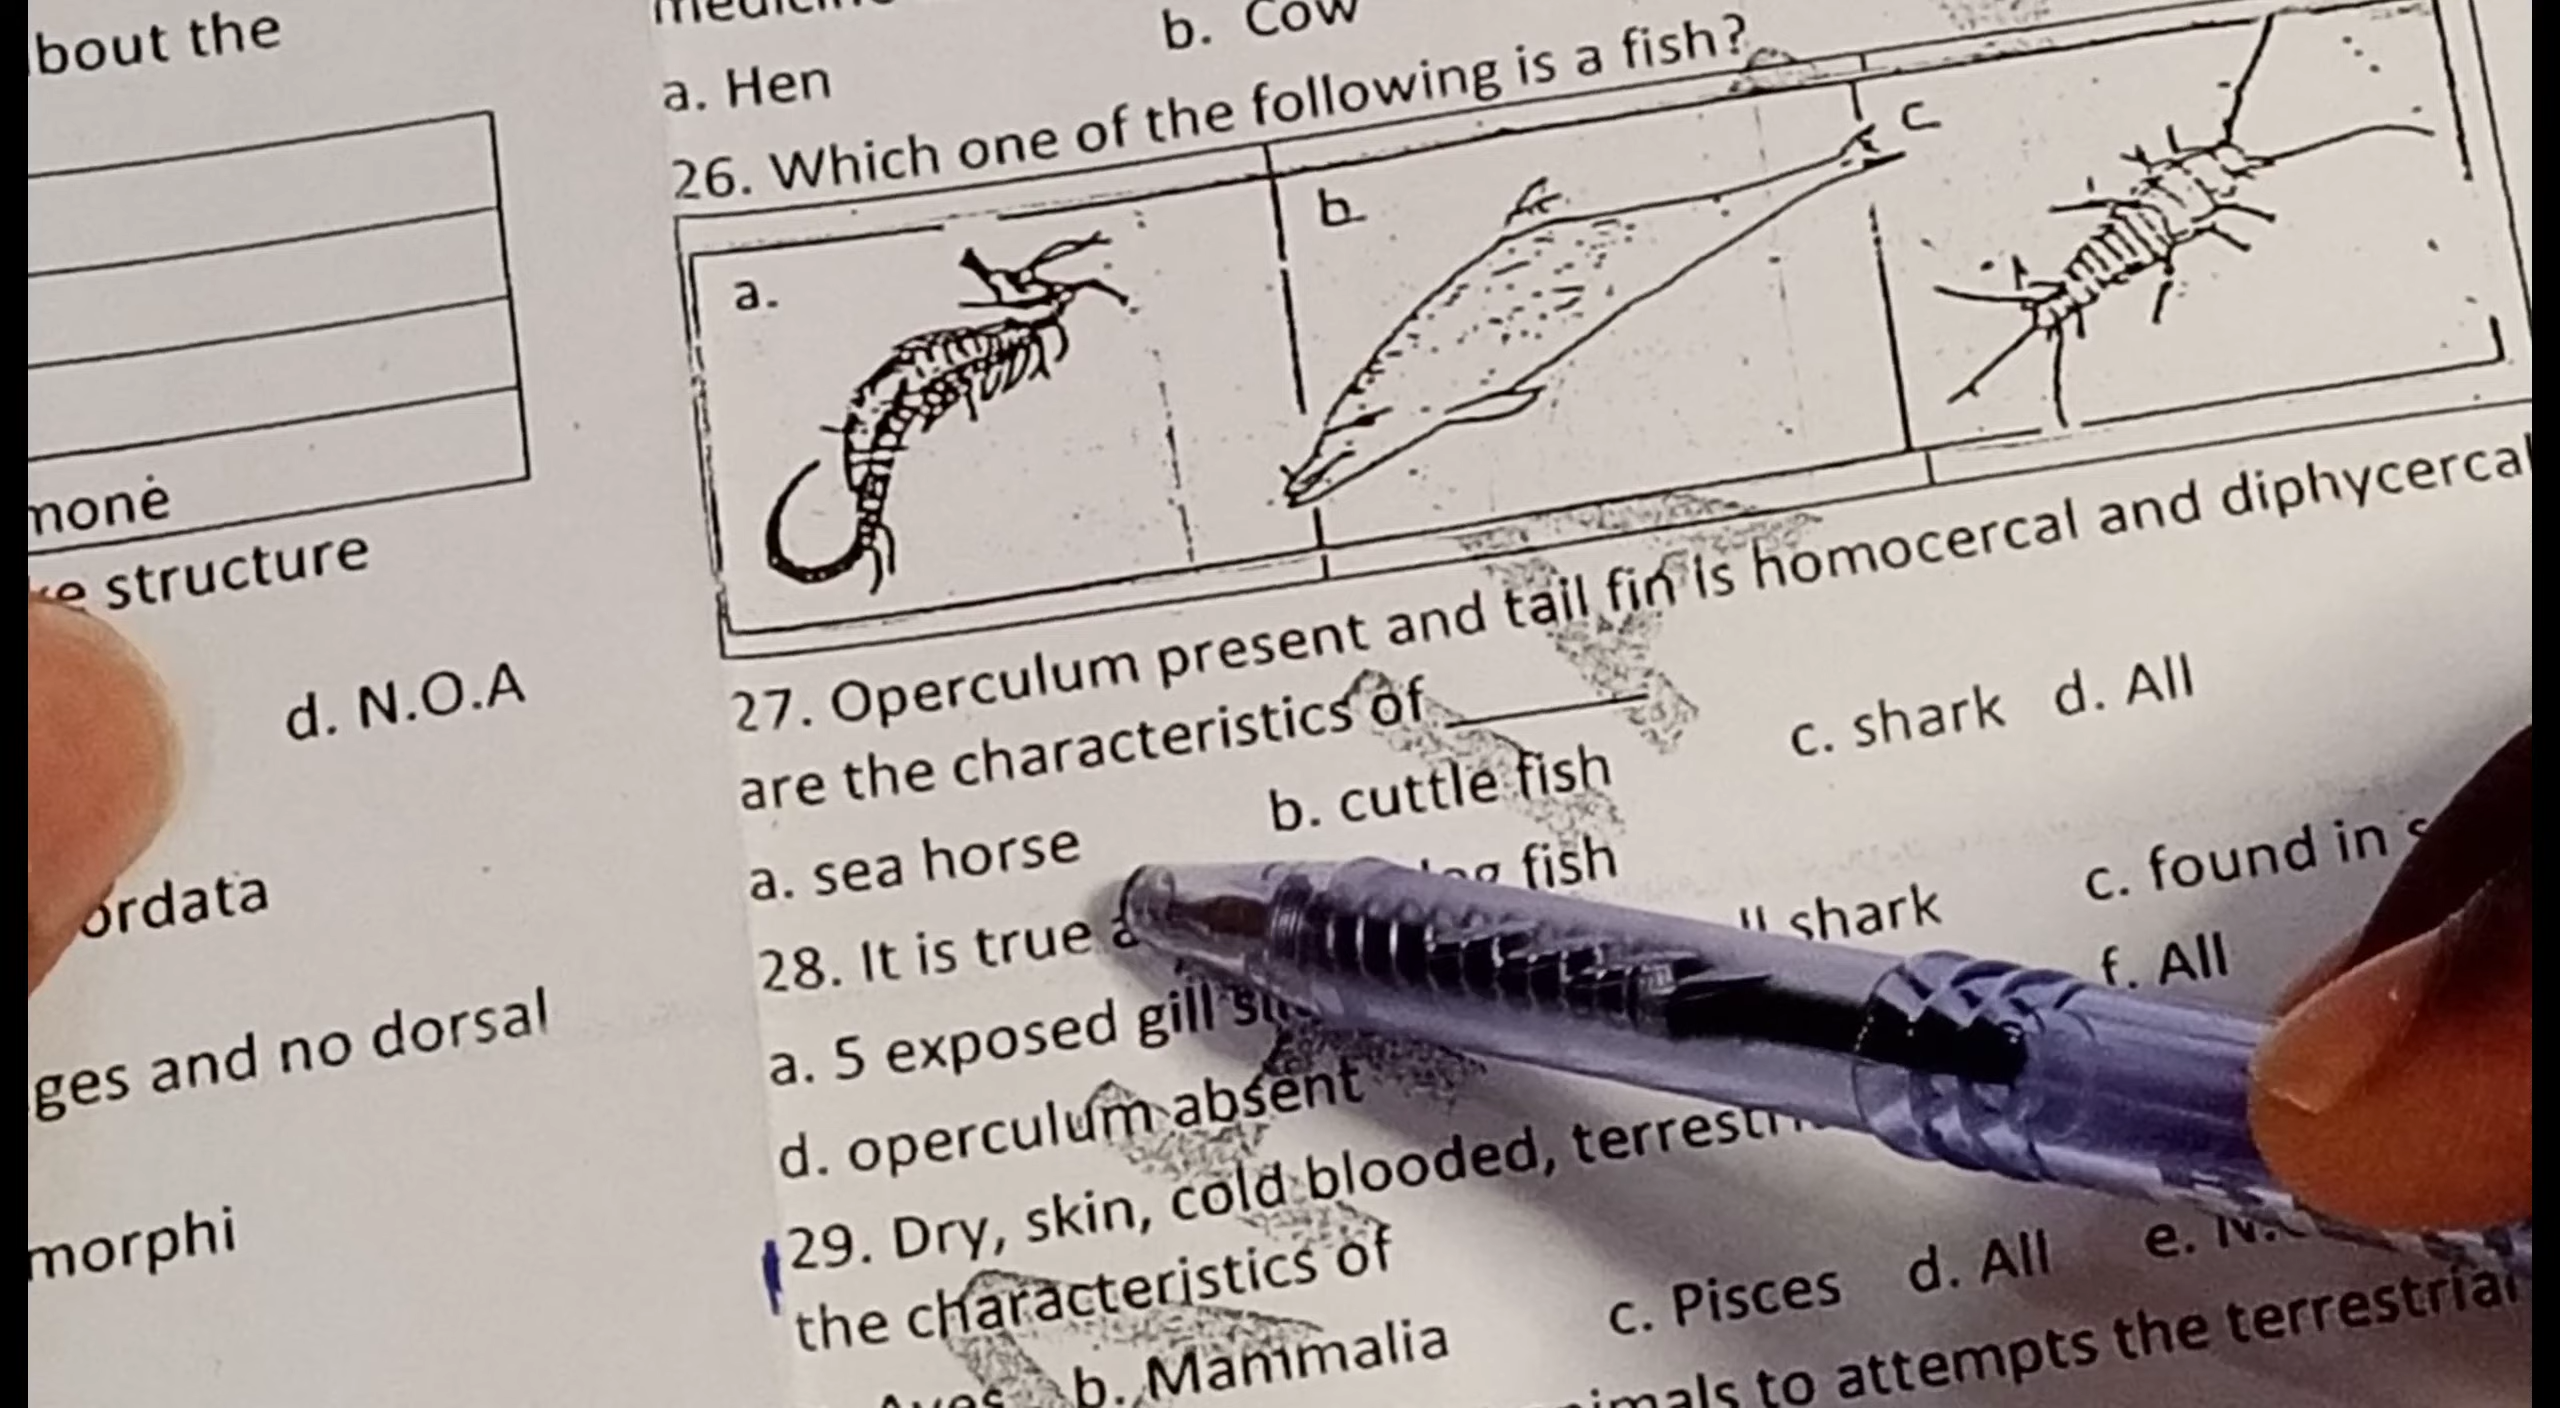 bout the
mone
structure
d. N.O.A
ordata
ges and no dorsal
morphi
b. Cow
a. Hen
26. Which one of the following is a fish?
a.
b
c
27. Operculum present and tail fin is homocercal and diphycercal
are the characteristics of ______
a. sea horse b. cuttle fish c. shark d. All
28. It is true fish
a. 5 exposed gill shark c. found in
d. operculum absent f. All
29. Dry, skin, cold blooded,
the characteristics of
b. Mammalia c. Pisces d. All e.
to attempts the terrestrial